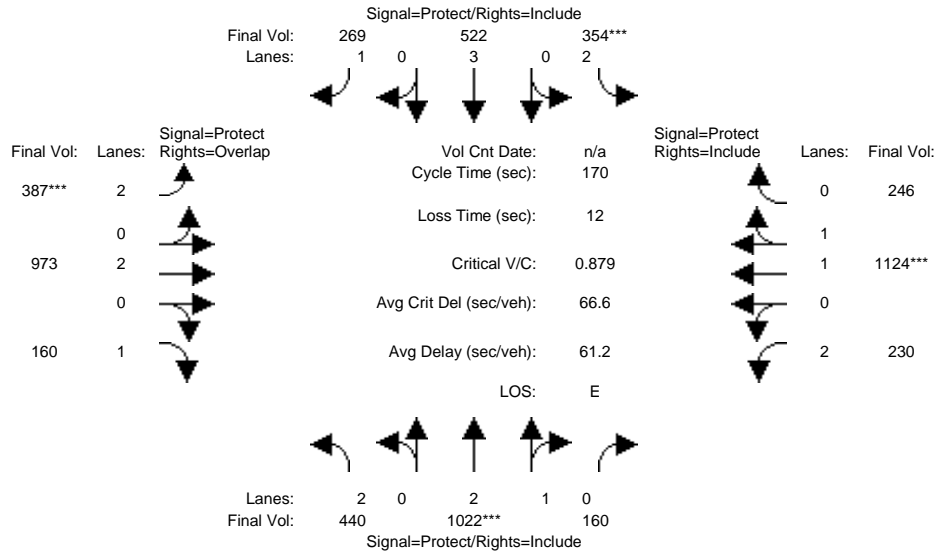 Signal=Protect/Rights=Include
Final Vol: 269 522 354***
Lanes: 1 0 3 0 2
Signal=Protect Signal=Protect
Final Vol: Lanes: Rights=Overlap Vol Cnt Date: n/a Rights=Include Lanes: Final Vol:
Cycle Time (sec): 170
387*** 2 0 246
Loss Time (sec): 12
0 1
973 2 Critical V/C: 0.879 1 1124***
0 Avg Crit Del (sec/veh): 66.6 0
160 1 Avg Delay (sec/veh): 61.2 2 230
LOS: E
Lanes: 2 0 2 1 0
Final Vol: 440 1022*** 160
Signal=Protect/Rights=Include